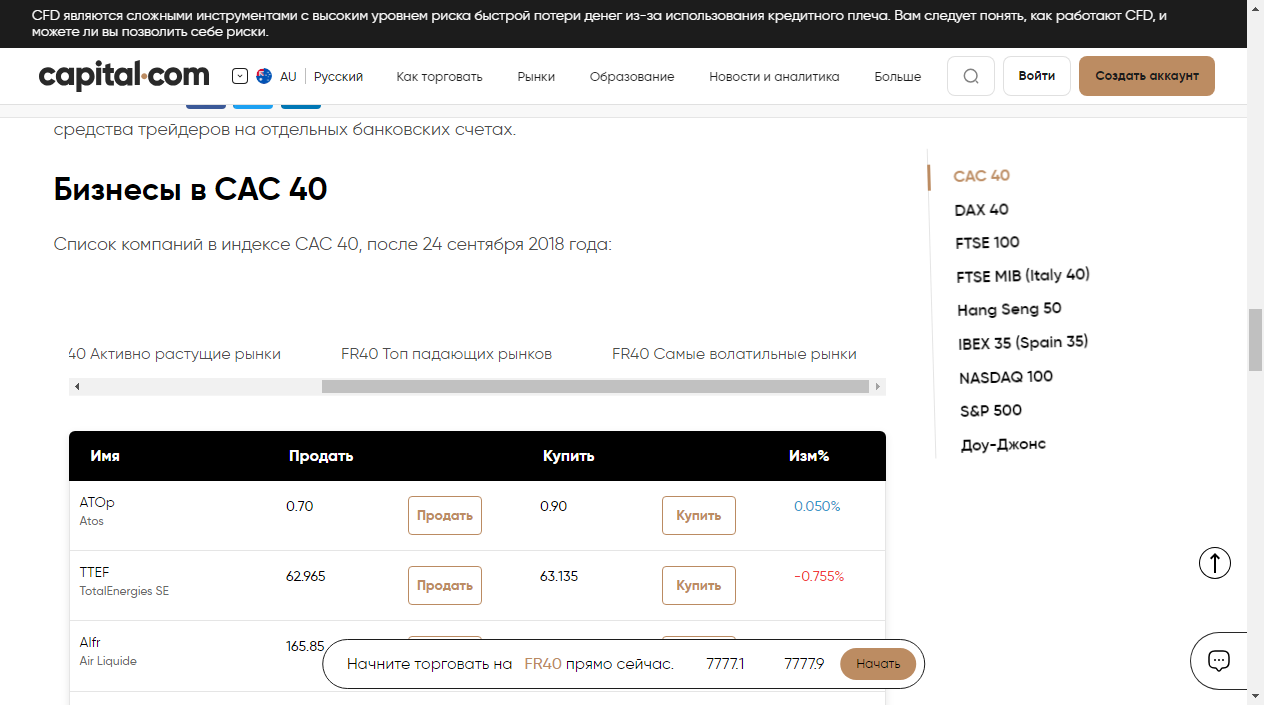 CFD являются сложными инструментами с высоким уровнем риска быстрой потери денег из-за использования кредитного плеча. Вам следует понять, как работают CFD, и
можете ли вы позволить себе риски.
capital.com AU Русский Как торговать Рынки Образование Новости и аналитика Больше Войти Создать аккаунт
средства трейдеров на отдельных банковских счетах.
Бизнесы в CAC 40
Список компаний в индексе CAC 40, после 24 сентября 2018 года:
CAC 40
DAX 40
FTSE 100
FTSE MIB (Italy 40)
Hang Seng 50
IBEX 35 (Spain 35)
NASDAQ 100
S&P 500
Доу-Джонс
40 Активно растущие рынки FR40 Топ падающих рынков FR40 Самые волатильные рынки
Имя Продать Купить Изм%
ATOp 0.70 Продать 0.90 Купить 0.050%
Atos
TTEF 62.965 Продать 63.135 Купить -0.755%
TotalEnergies SE
Alfr 165.85
Air Liquide
Начните торговать на FR40 прямо сейчас. 7777.1 7777.9 Начать